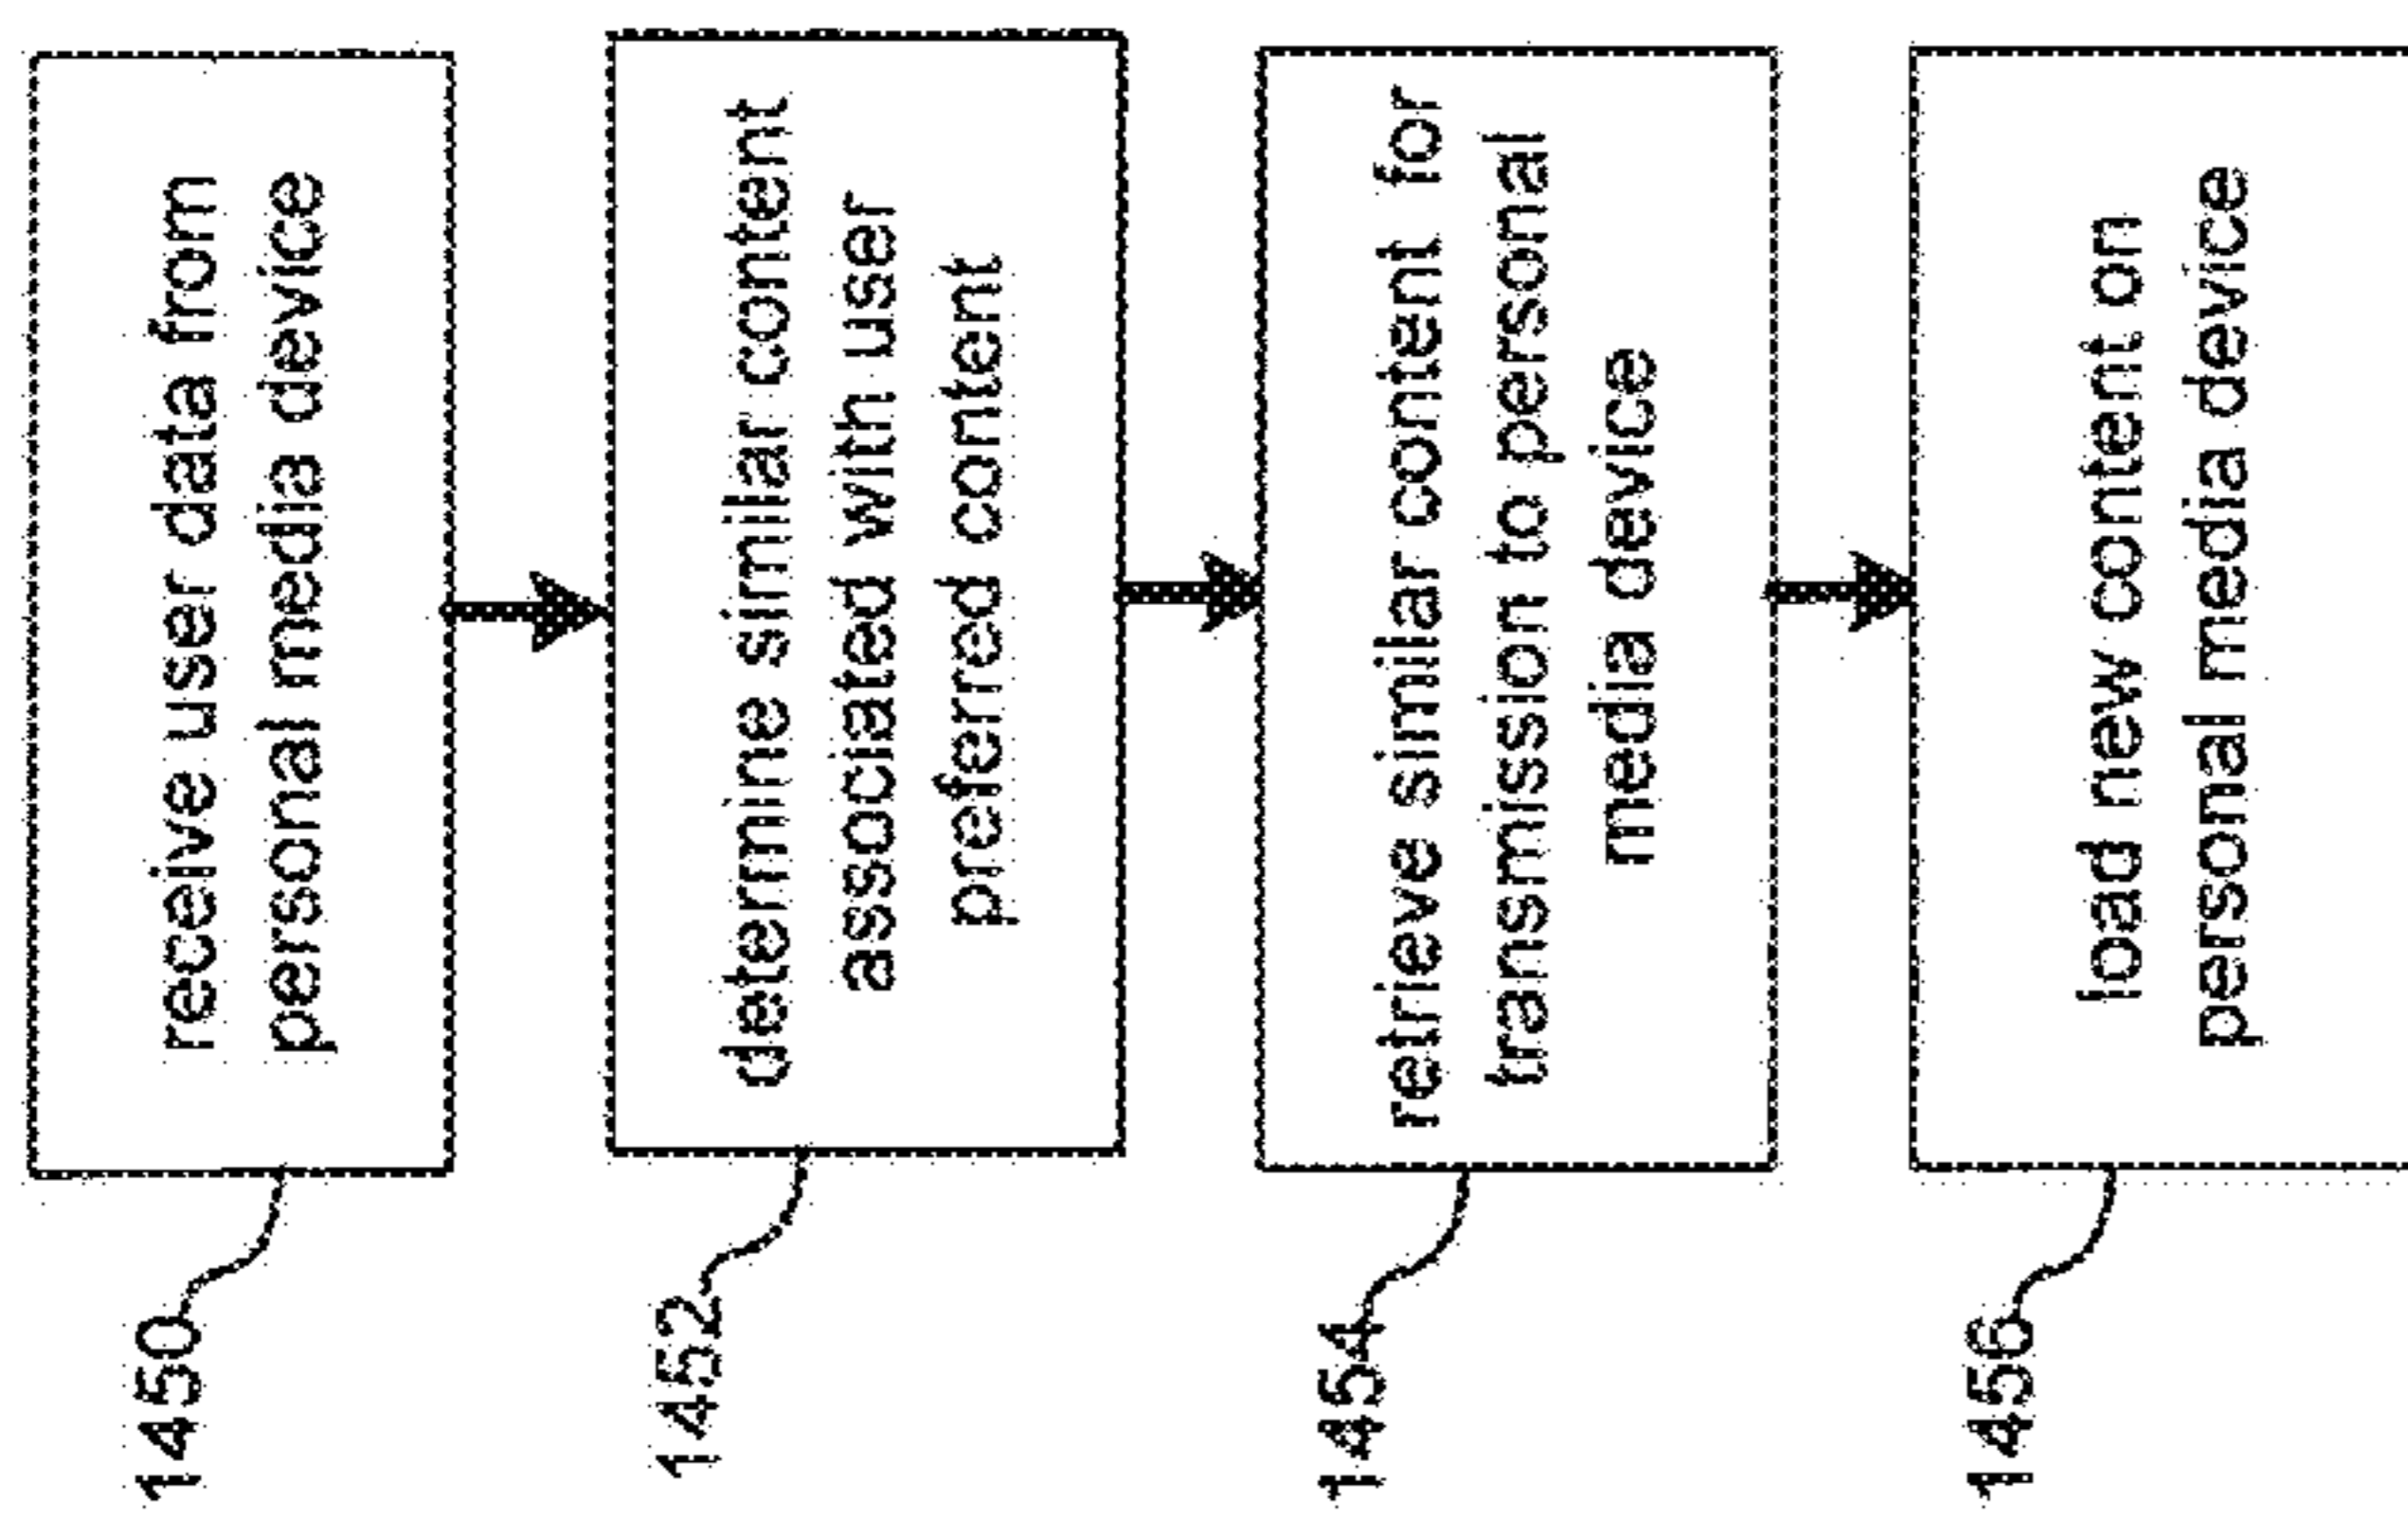 1450
receive user data from
personal media device
1452
determine similar content
associated with user
preferred content
1454
retrieve similar content for
transmission to personal
media device
1456
load new content on
personal media device